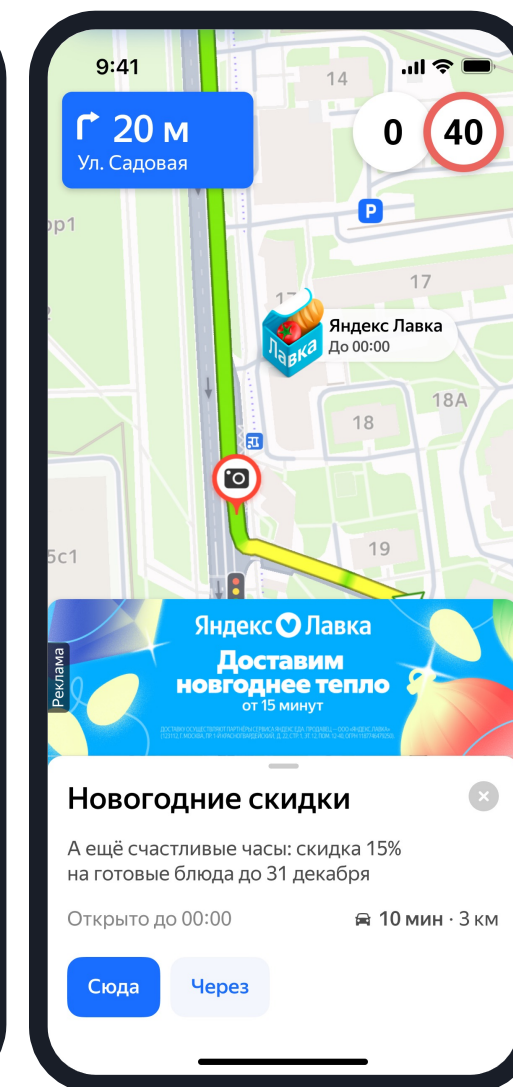 9:41
14
20 м
Ул. Садовая
0
40
P
17
17
Яндекс Лавка
До 00:00
Лавка
18А
18
19
5с1
Яндекс Лавка
Реклама
Доставим
новгоднее тепло
от 15 минут
Новогодние скидки
А ещё счастливые часы: скидка 15%
на готовые блюда до 31 декабря
Открыто до 00:00
10 мин · 3 км
Сюда
Через